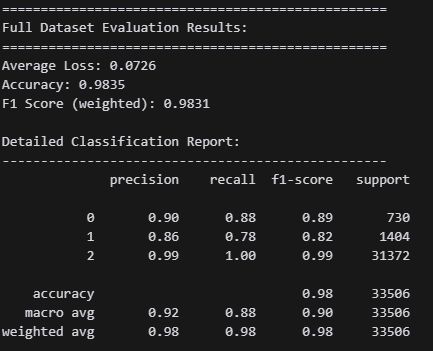 ==================================================
Full Dataset Evaluation Results:
==================================================
Average Loss: 0.0726
Accuracy: 0.9835
F1 Score (weighted): 0.9831
Detailed Classification Report:
--------------------------------------------------
              precision    recall  f1-score   support
           0       0.90      0.88      0.89       730
           1       0.86      0.78      0.82      1404
           2       0.99      1.00      0.99     31372
    accuracy                           0.98     33506
   macro avg       0.92      0.88      0.90     33506
weighted avg       0.98      0.98      0.98     33506